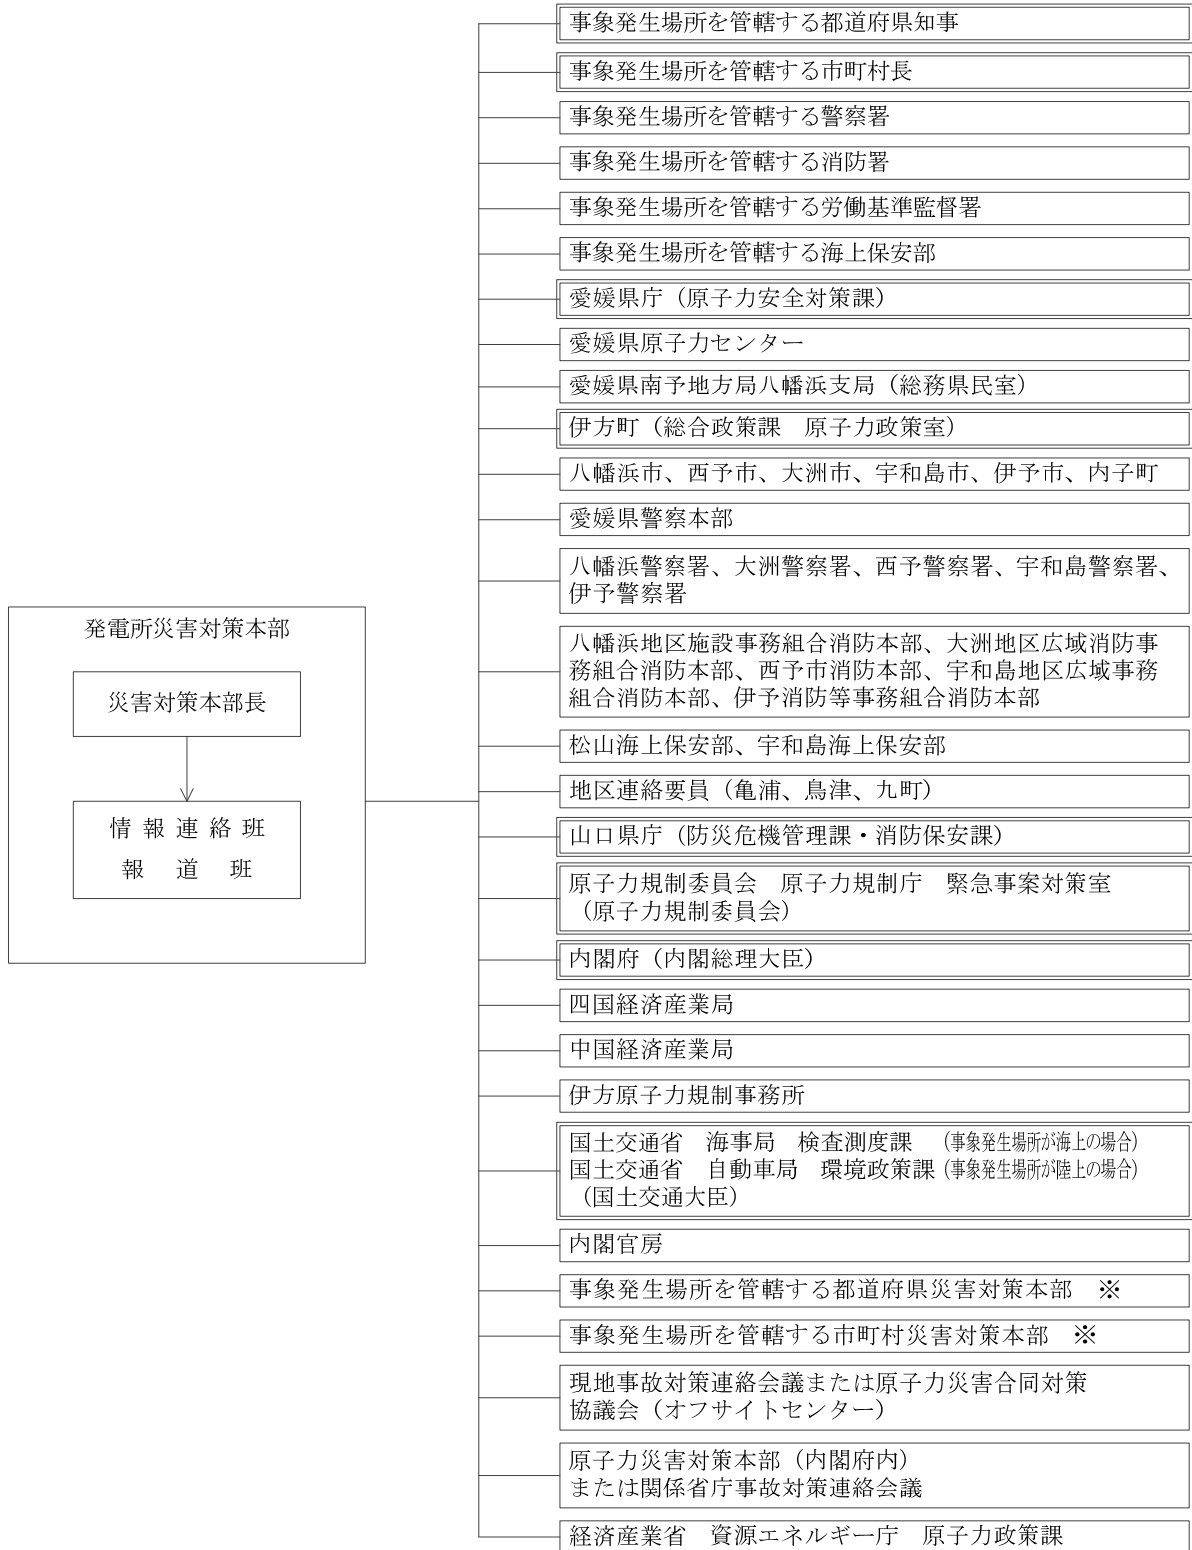 事象発生場所を管轄する都道府県知事
事象発生場所を管轄する市町村長
事象発生場所を管轄する警察署
事象発生場所を管轄する消防署
事象発生場所を管轄する労働基準監督署
事象発生場所を管轄する海上保安部
愛媛県庁（原子力安全対策課）
愛媛県原子力センター
愛媛県南予地方局八幡浜支局（総務県民室）
伊方町（総合政策課　原子力政策室）
八幡浜市、西予市、大洲市、宇和島市、伊予市、内子町
愛媛県警察本部
八幡浜警察署、大洲警察署、西予警察署、宇和島警察署、
伊予警察署
発電所災害対策本部
災害対策本部長
情報連絡班
報道班
八幡浜地区施設事務組合消防本部、大洲地区広域消防事
務組合消防本部、西予市消防本部、宇和島地区広域事務
組合消防本部、伊予消防等事務組合消防本部
松山海上保安部、宇和島海上保安部
地区連絡要員（亀浦、鳥津、九町）
山口県庁（防災危機管理課・消防保安課）
原子力規制委員会　原子力規制庁　緊急事案対策室
（原子力規制委員会）
内閣府（内閣総理大臣）
四国経済産業局
中国経済産業局
伊方原子力規制事務所
国土交通省　海事局　検査測度課　（事象発生場所が海上の場合）
国土交通省　自動車局　環境政策課（事象発生場所が陸上の場合）
（国土交通大臣）
内閣官房
事象発生場所を管轄する都道府県災害対策本部　※
事象発生場所を管轄する市町村災害対策本部　※
現地事故対策連絡会議または原子力災害合同対策
協議会（オフサイトセンター）
原子力災害対策本部（内閣府内）
または関係省庁事故対策連絡会議
経済産業省　資源エネルギー庁　原子力政策課